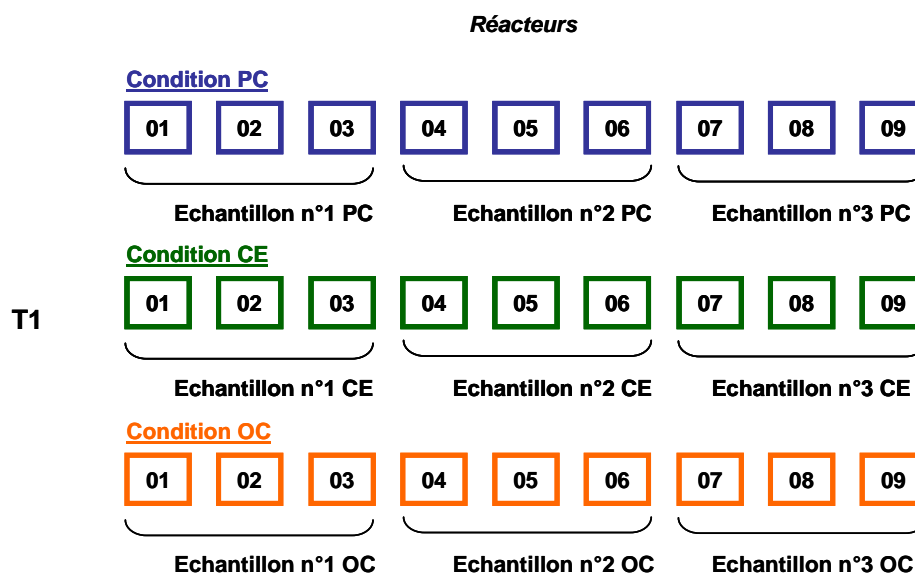 Réacteurs
Condition PC
01 02 03 04 05 06 07 08 09
Echantillon n°1 PC Echantillon n°2 PC Echantillon n°3 PC
Condition CE
T1
01 02 03 04 05 06 07 08 09
Echantillon n°1 CE Echantillon n°2 CE Echantillon n°3 CE
Condition OC
01 02 03 04 05 06 07 08 09
Echantillon n°1 OC Echantillon n°2 OC Echantillon n°3 OC